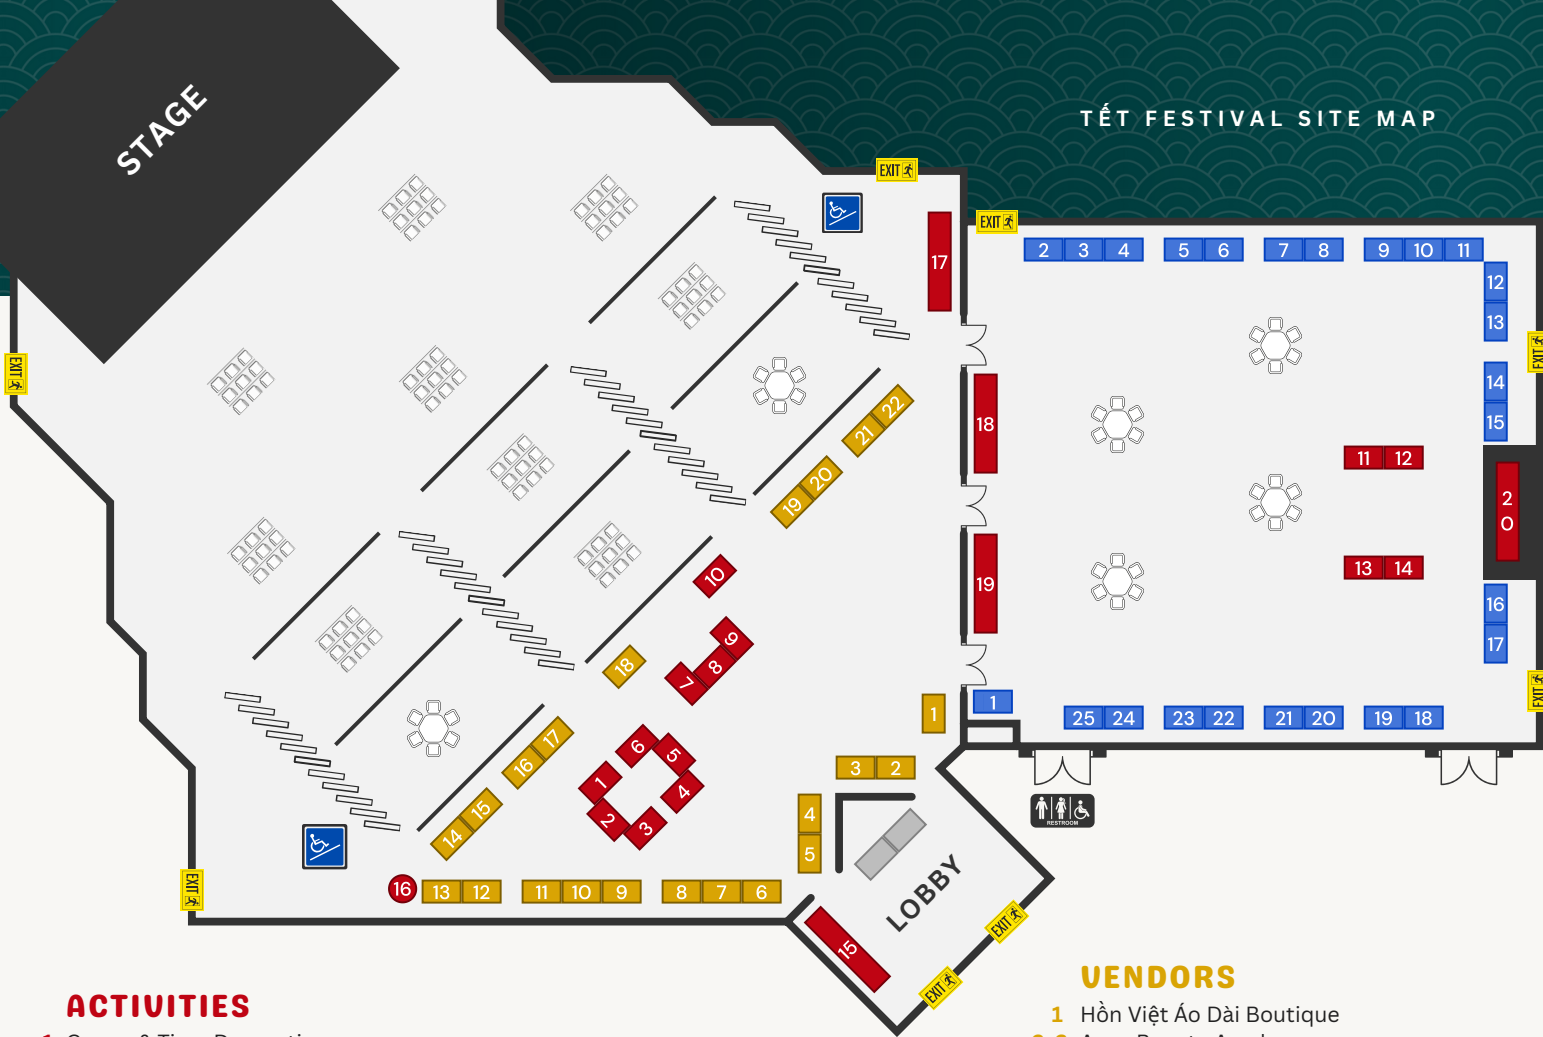 STAGE
TẾT FESTIVAL SITE MAP
EXIT
EXIT
17
2 3 4 5 6 7 8 9 10 11
12
13
EXIT
EXIT
14
15
18
22
21
20
19
11 12
20
13 14
19
10
16
17
9
8
7
18
EXIT
1
1
25 24 23 22 21 20 19 18
17
16
15
14
6
5
1
4
2
3
3 2
4
5
RESTROOM
16 13 12 11 10 9 8 7 6
EXIT
LOBBY
15
EXIT
EXIT
ACTIVITIES
VENDORS
1 Hồn Việt Áo Dài Boutique